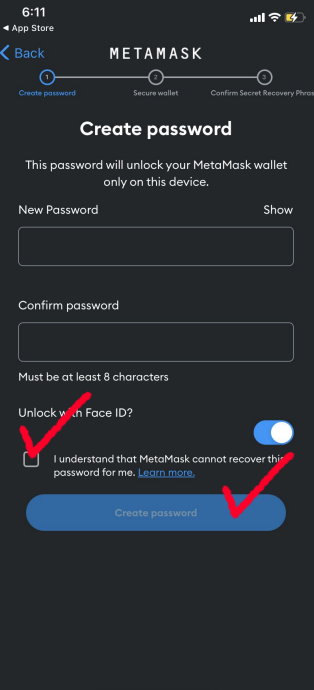 6:11
◀ App Store
Back
METAMASK
1
2
3
Create password
Secure wallet
Confirm Secret Recovery Phras
Create password
This password will unlock your MetaMask wallet
only on this device.
New Password
Show
Confirm password
Must be at least 8 characters
Unlock with Face ID?
I understand that MetaMask cannot recover this
password for me. Learn more.
Create password